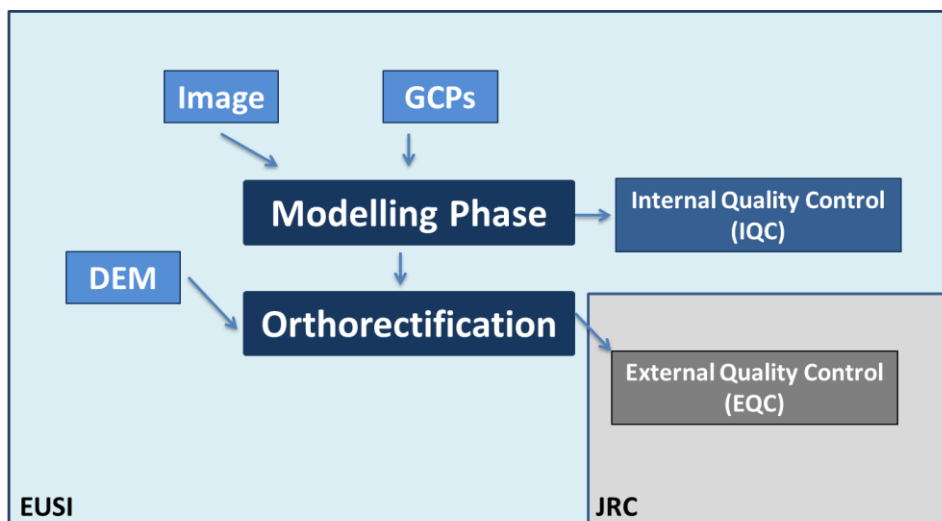 Image
GCPs
Modelling Phase
Internal Quality Control
(IQC)
DEM
Orthorectification
External Quality Control
(EQC)
EUSI
JRC